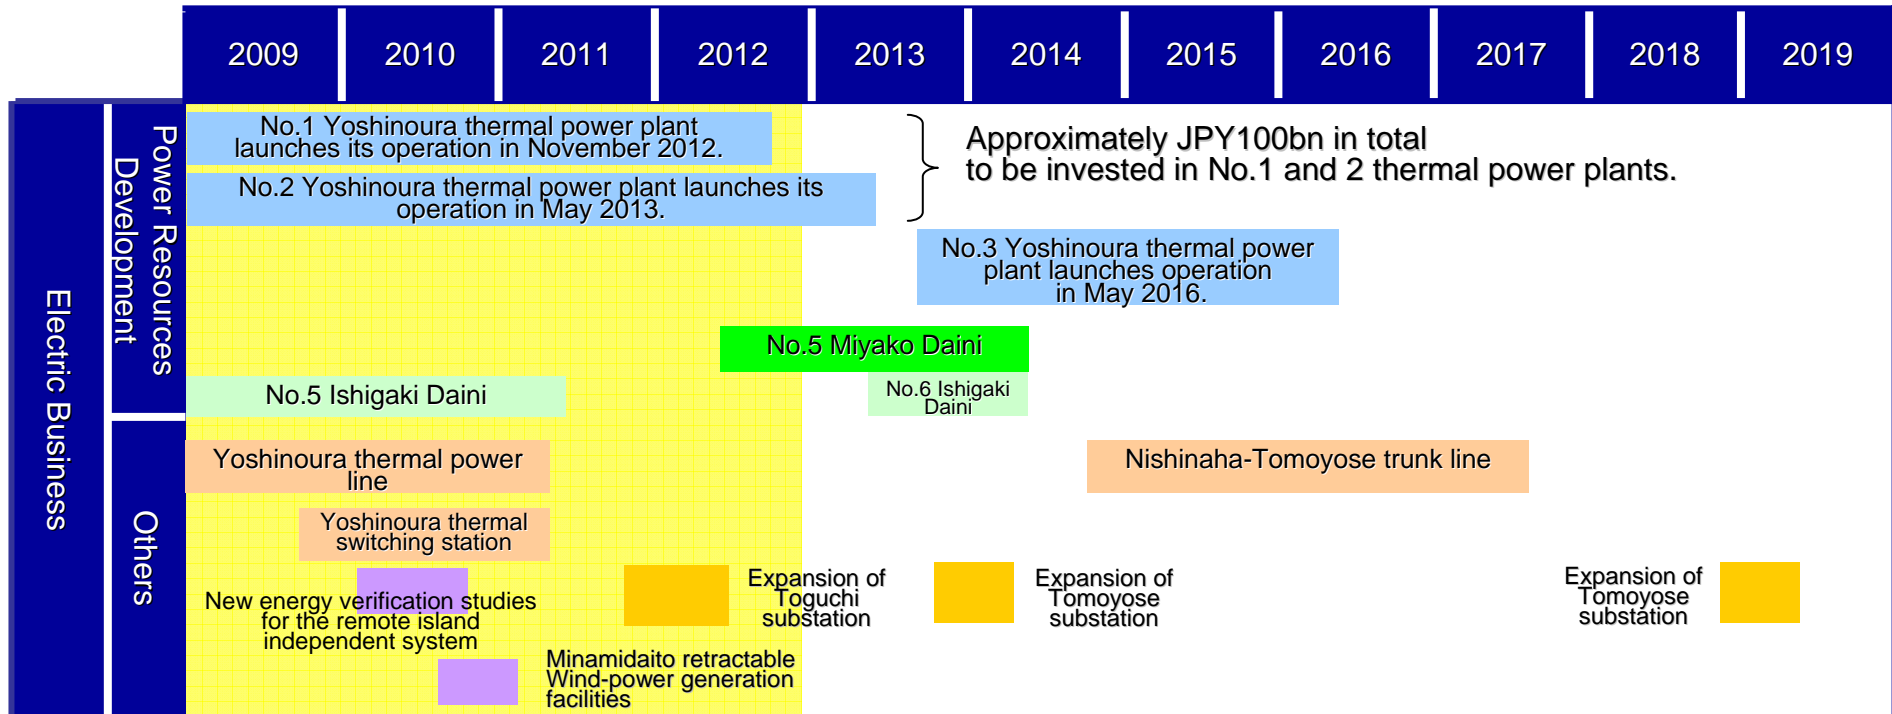 2009 2010 2011 2012 2013 2014 2015 2016 2017 2018 2019
Electric Business
Power Resources
Development
No.1 Yoshinoura thermal power plant
launches its operation in November 2012.
No.2 Yoshinoura thermal power plant launches its
operation in May 2013.
Approximately JPY100bn in total
to be invested in No.1 and 2 thermal power plants.
No.3 Yoshinoura thermal power
plant launches operation
in May 2016.
No.5 Miyako Daini
No.5 Ishigaki Daini
No.6 Ishigaki
Daini
Others
Yoshinoura thermal power
line
Nishinaha-Tomoyose trunk line
Yoshinoura thermal
switching station
New energy verification studies
for the remote island
independent system
Expansion of
Toguchi
substation
Expansion of
Tomoyose
substation
Expansion of
Tomoyose
substation
Minamidaito retractable
Wind-power generation
facilities